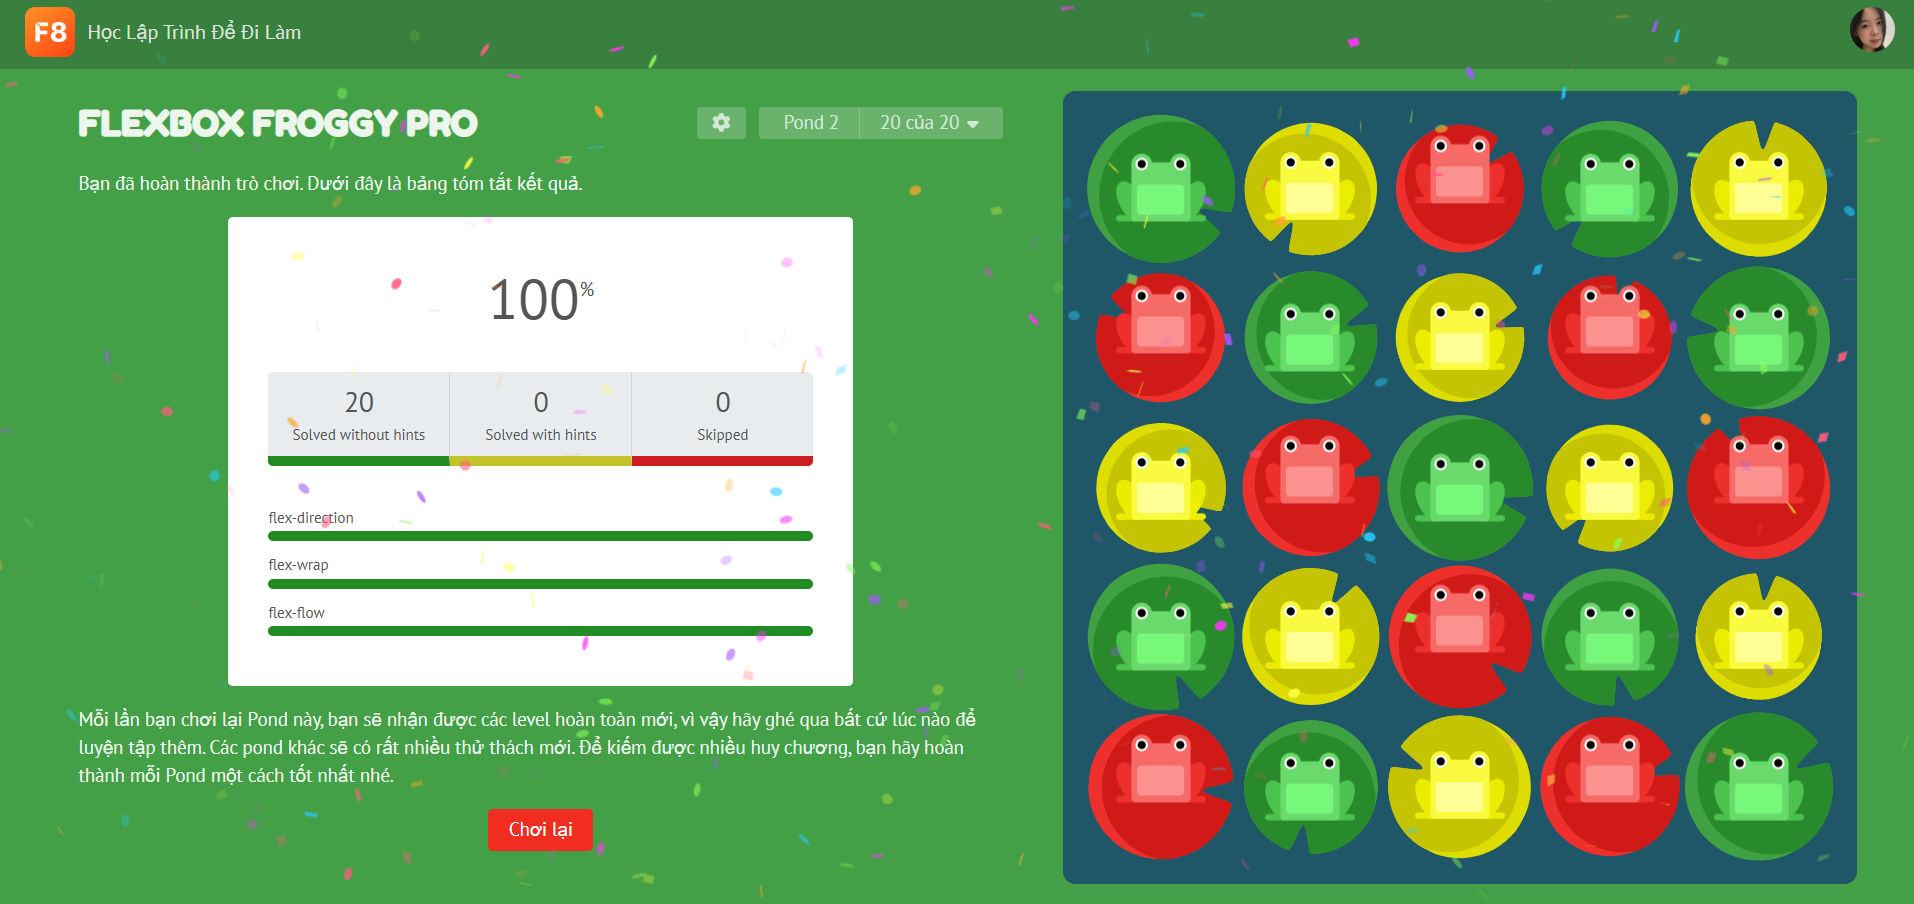 F8
Học Lập Trình Để Đi Làm
FLEXBOX FROGGY PRO
Pond 2
20 của 20
Bạn đã hoàn thành trò chơi. Dưới đây là bảng tóm tắt kết quả.
100%
20
Solved without hints
0
Solved with hints
0
Skipped
flex-direction
flex-wrap
flex-flow
Mỗi lần bạn chơi lại Pond này, bạn sẽ nhận được các level hoàn toàn mới, vì vậy hãy ghé qua bất cứ lúc nào để
luyện tập thêm. Các pond khác sẽ có rất nhiều thử thách mới. Để kiếm được nhiều huy chương, bạn hãy hoàn
thành mỗi Pond một cách tốt nhất nhé.
Chơi lại